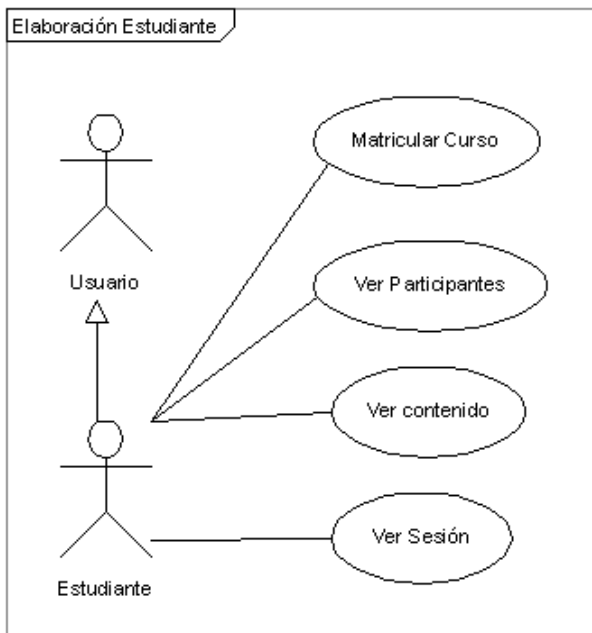 Elaboración Estudiante
Matricular Curso
Usuario
Ver Participantes
Ver contenido
Ver Sesión
Estudiante